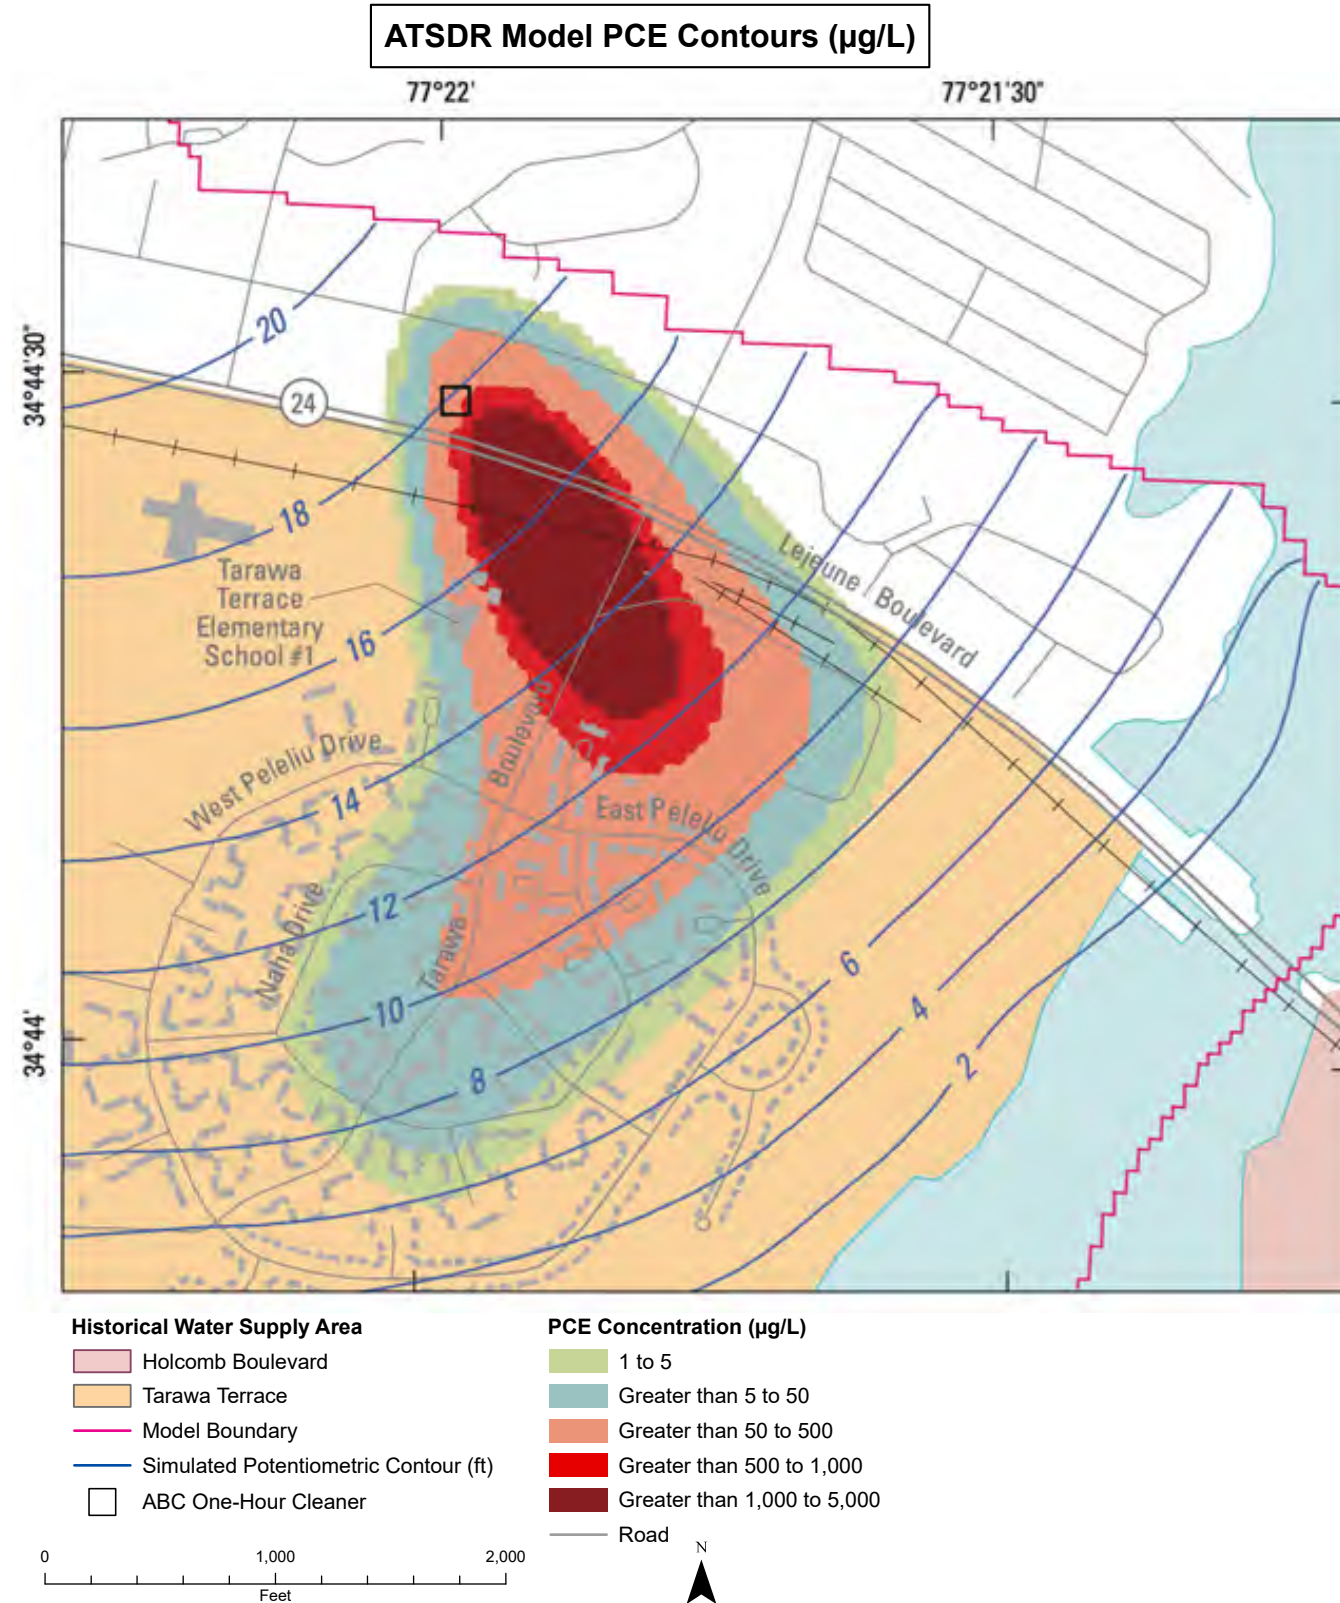 ATSDR Model PCE Contours (µg/L)
77°22'
77°21'30"
34°44'30"
34°44'
20
24
18
Tarawa
Terrace
Elementary
School #1
16
Lejeune Boulevard
West Peleliu Drive
14
Boulevard
East Peleliu Drive
12
Naha Drive
Tarawa
10
8
6
4
2
Historical Water Supply Area
Holcomb Boulevard
Tarawa Terrace
Model Boundary
Simulated Potentiometric Contour (ft)
ABC One-Hour Cleaner
PCE Concentration (µg/L)
1 to 5
Greater than 5 to 50
Greater than 50 to 500
Greater than 500 to 1,000
Greater than 1,000 to 5,000
Road
0 1,000 2,000
Feet
N